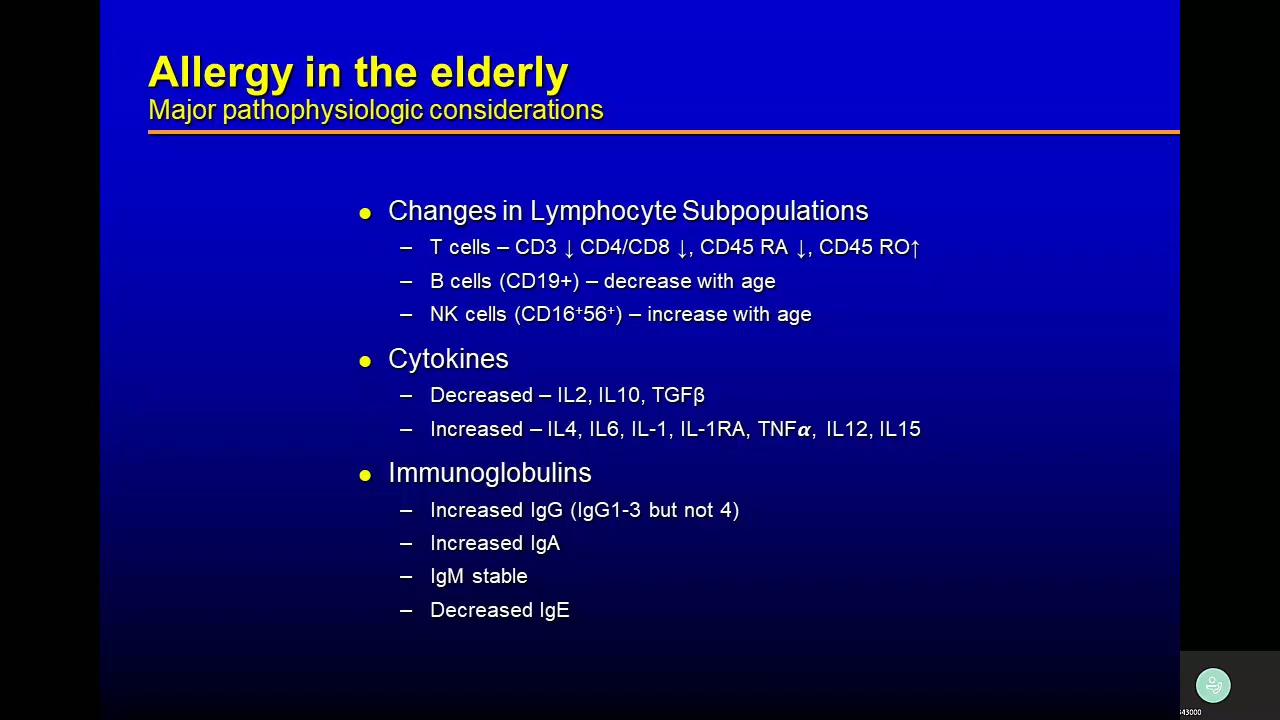 Allergy in the elderly
Major pathophysiologic considerations
● Changes in Lymphocyte Subpopulations
– T cells – CD3 ↓ CD4/CD8 ↓, CD45 RA ↓, CD45 RO↑
– B cells (CD19+) – decrease with age
– NK cells (CD16⁺56⁺) – increase with age
● Cytokines
– Decreased – IL2, IL10, TGFβ
– Increased – IL4, IL6, IL-1, IL-1RA, TNFα, IL12, IL15
● Immunoglobulins
– Increased IgG (IgG1-3 but not 4)
– Increased IgA
– IgM stable
– Decreased IgE